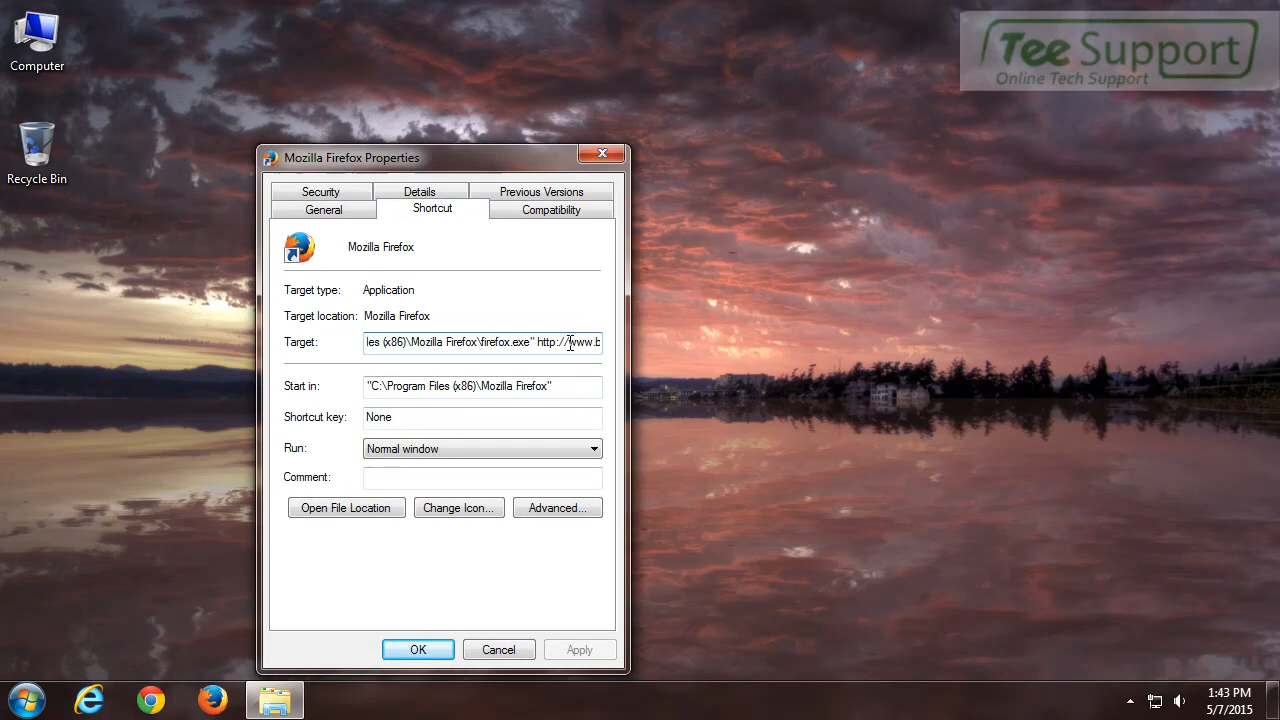 Computer
Recycle Bin
Tee Support
Online Tech Support
Mozilla Firefox Properties
Security
Details
Previous Versions
General
Shortcut
Compatibility
Mozilla Firefox
Target type: Application
Target location: Mozilla Firefox
Target: les (x86)\Mozilla Firefox\firefox.exe" http://www.b
Start in: "C:\Program Files (x86)\Mozilla Firefox"
Shortcut key: None
Run: Normal window
Comment:
Open File Location
Change Icon...
Advanced...
OK
Cancel
Apply
1:43 PM
5/7/2015